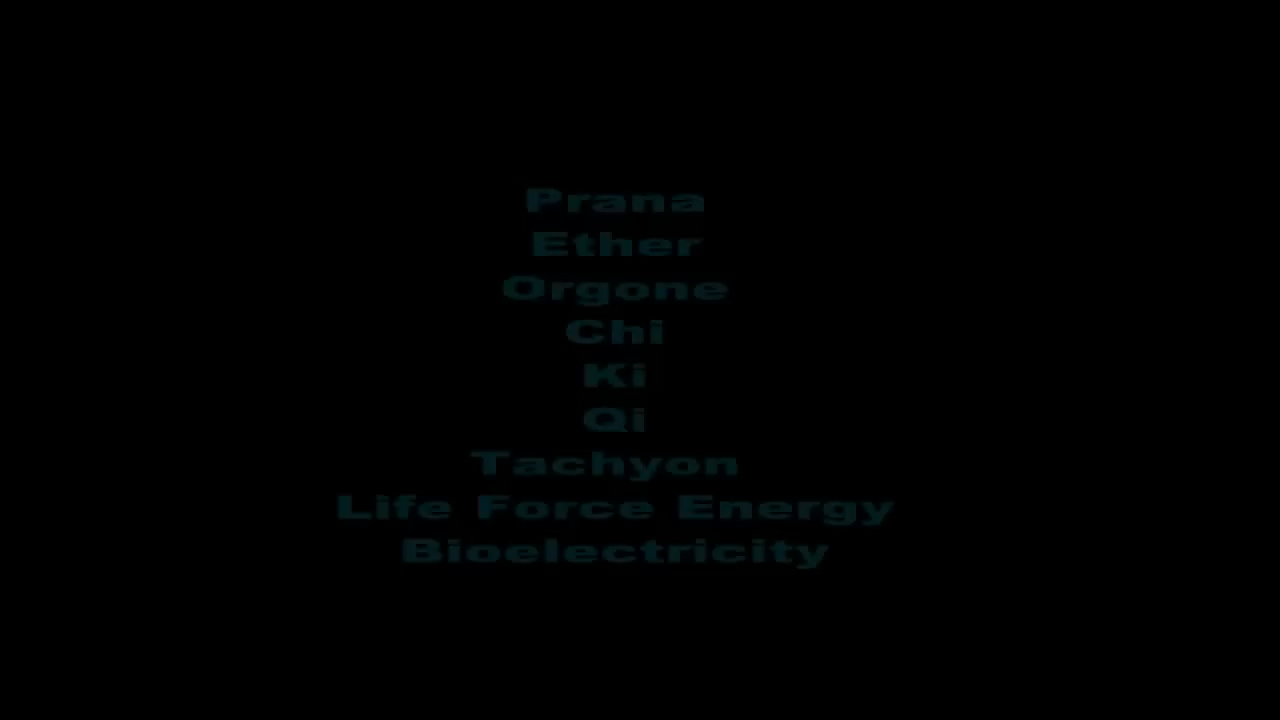 Prana
Ether
Orgone
Chi
Ki
Qi
Tachyon
Life Force Energy
Bioelectricity